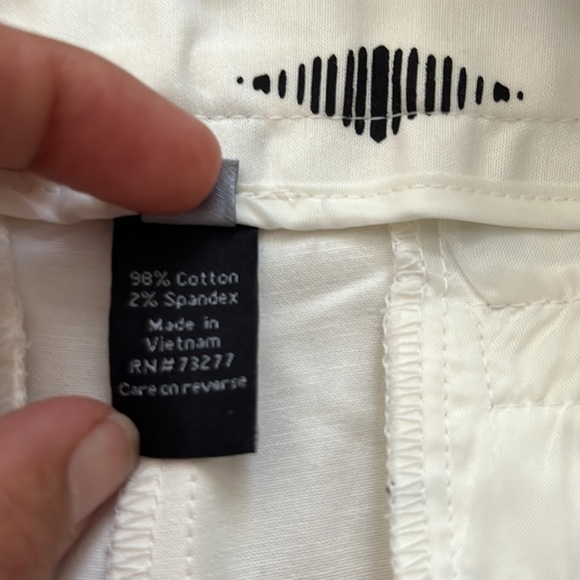 98% Cotton
2% Spandex
Made in
Vietnam
RN#73277
Care on reverse